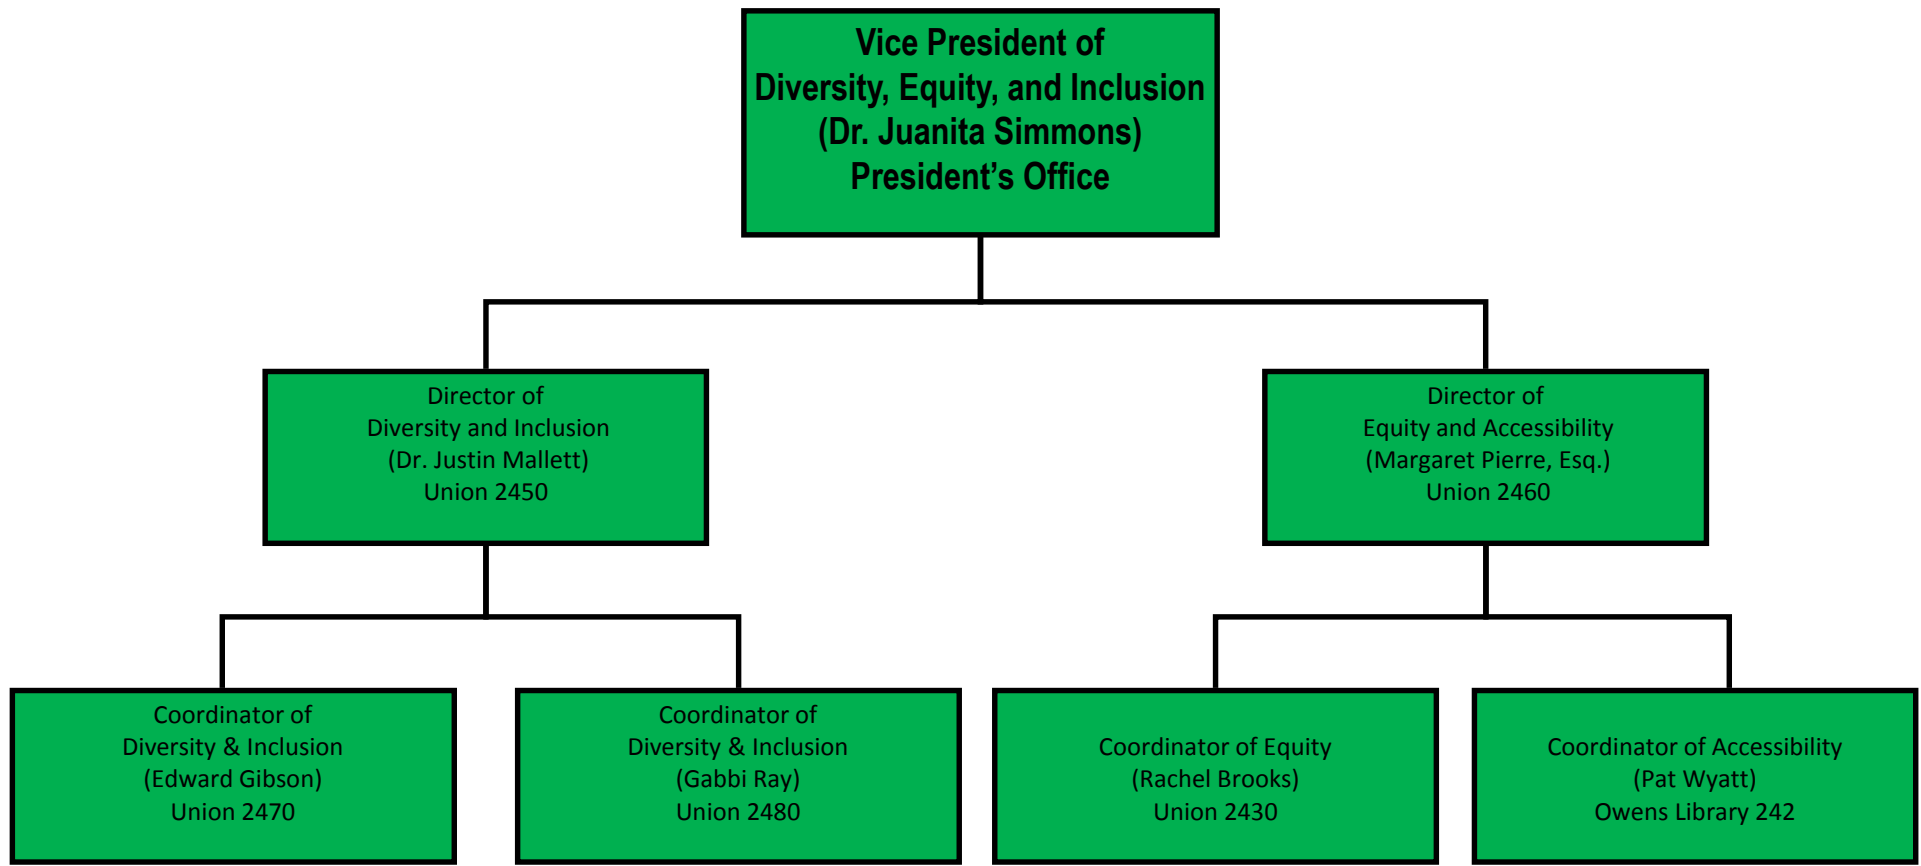 Vice President of
Diversity, Equity, and Inclusion
(Dr. Juanita Simmons)
President’s Office
Director of
Diversity and Inclusion
(Dr. Justin Mallett)
Union 2450
Director of
Equity and Accessibility
(Margaret Pierre, Esq.)
Union 2460
Coordinator of
Diversity & Inclusion
(Edward Gibson)
Union 2470
Coordinator of
Diversity & Inclusion
(Gabbi Ray)
Union 2480
Coordinator of Equity
(Rachel Brooks)
Union 2430
Coordinator of Accessibility
(Pat Wyatt)
Owens Library 242